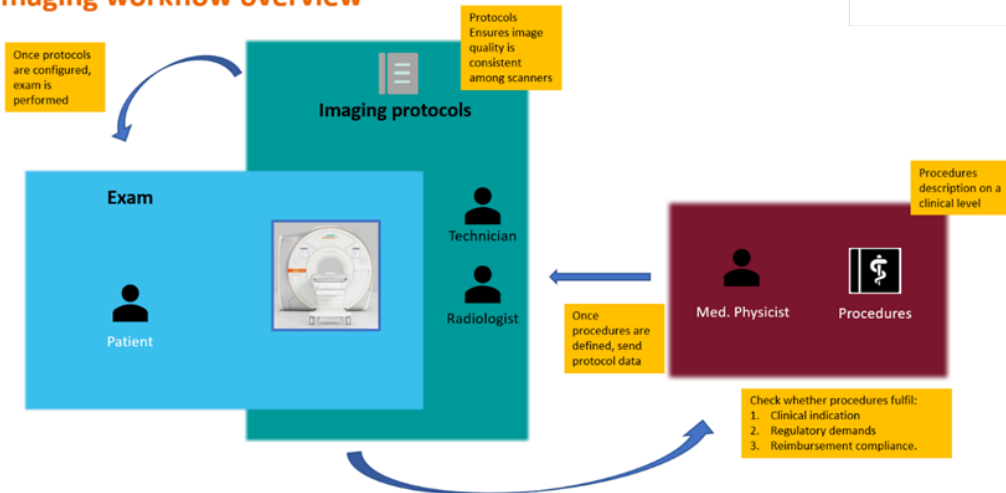 Imaging workflow overview
Once protocols
are configured,
exam is
performed
Protocols
Ensures image
quality is
consistent
among scanners
Imaging protocols
Exam
Patient
Technician
Radiologist
Procedures
description on a
clinical level
Med. Physicist
Procedures
Once
procedures are
defined, send
protocol data
Check whether procedures fulfil:
1. Clinical indication
2. Regulatory demands
3. Reimbursement compliance.